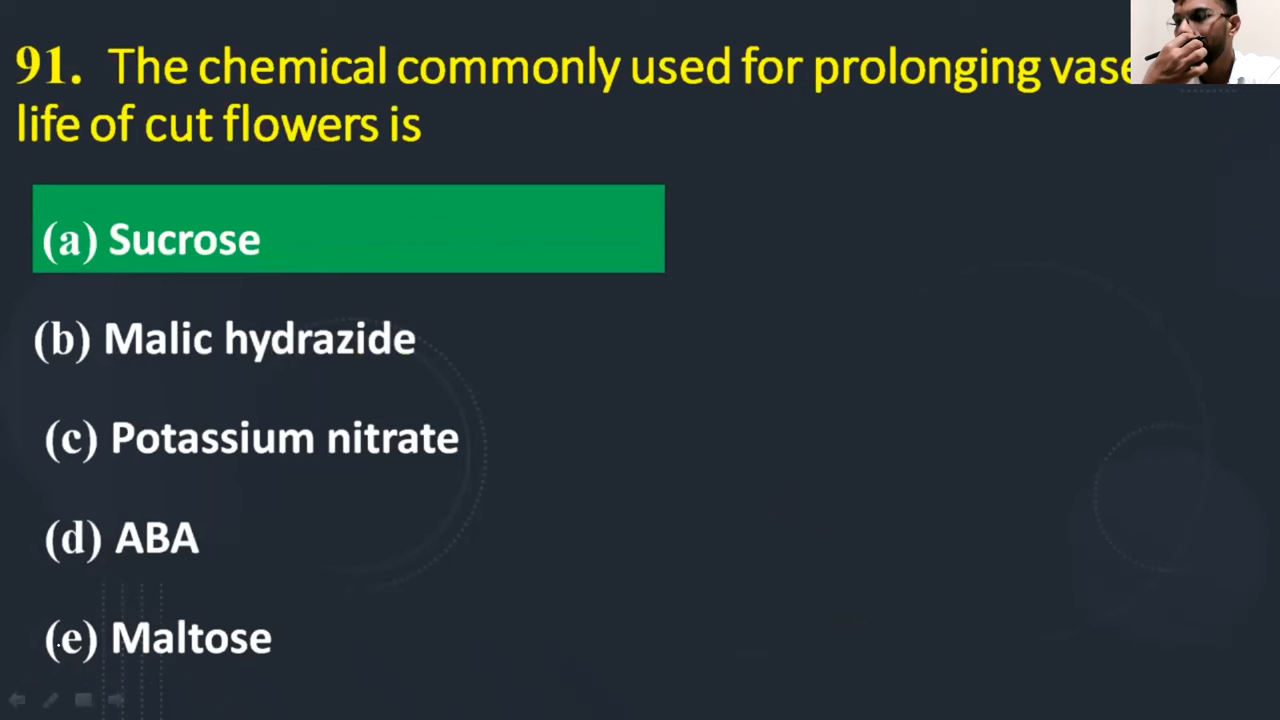 91. The chemical commonly used for prolonging vase
life of cut flowers is
(a) Sucrose
(b) Malic hydrazide
(c) Potassium nitrate
(d) ABA
(e) Maltose